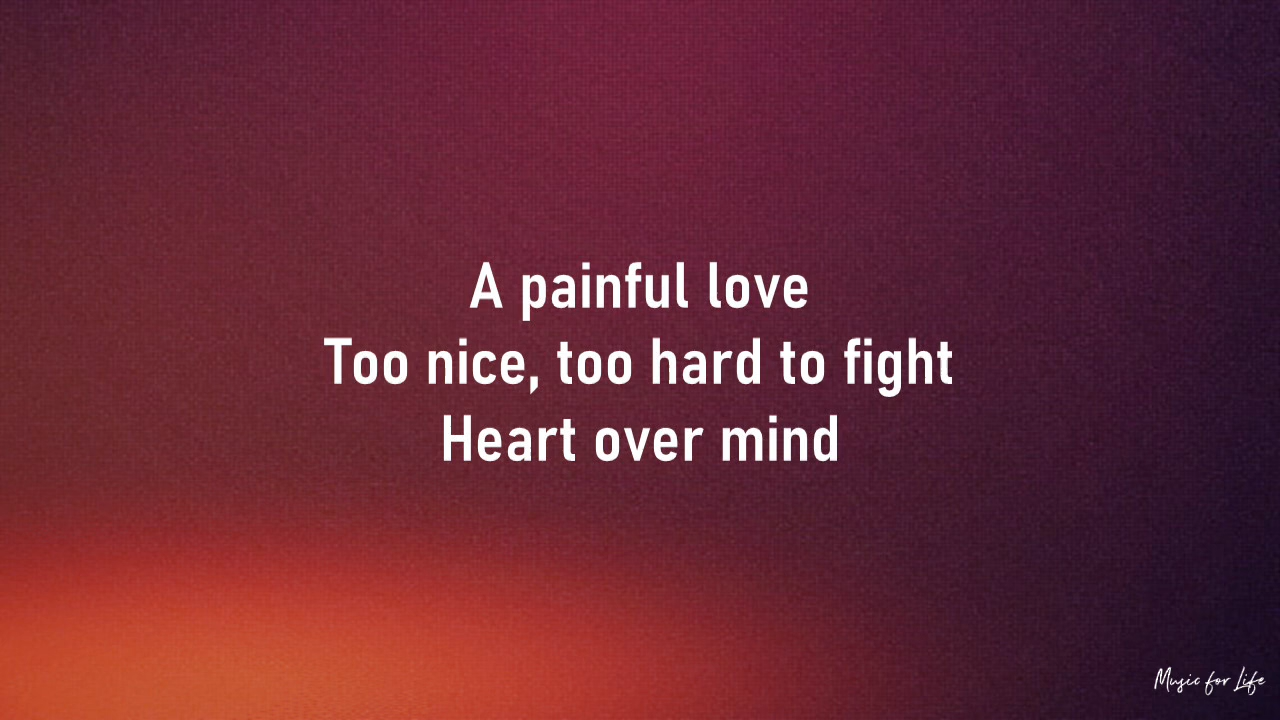 A painful love
Too nice, too hard to fight
Heart over mind
Music for Life